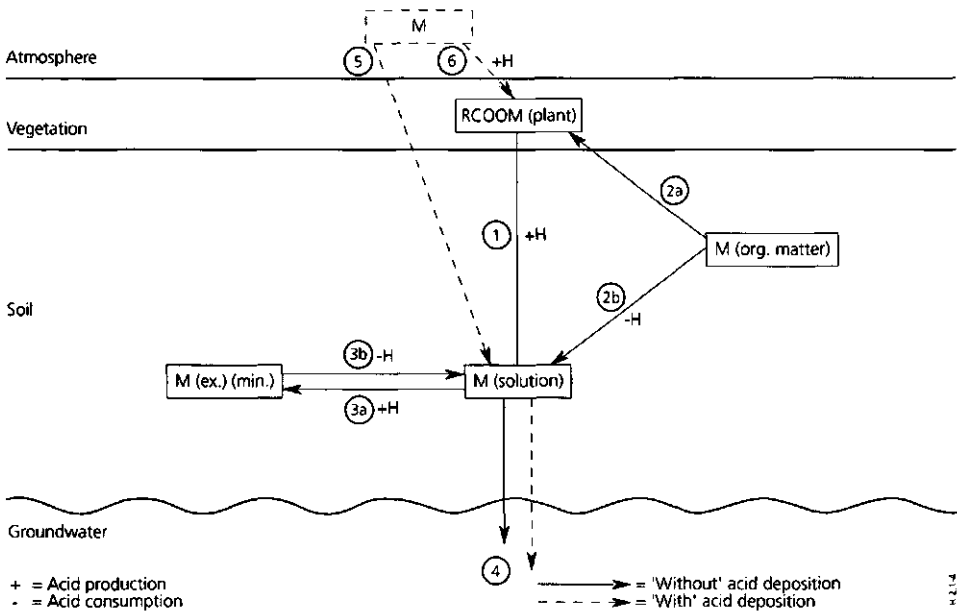 M
5
6
+H
Atmosphere
RCOOM (plant)
Vegetation
2a
1
+H
M (org. matter)
2b
-H
Soil
3b -H
M (ex.) (min.)
M (solution)
3a +H
Groundwater
4
+ = Acid production
- = Acid consumption
= 'Without' acid deposition
= 'With' acid deposition